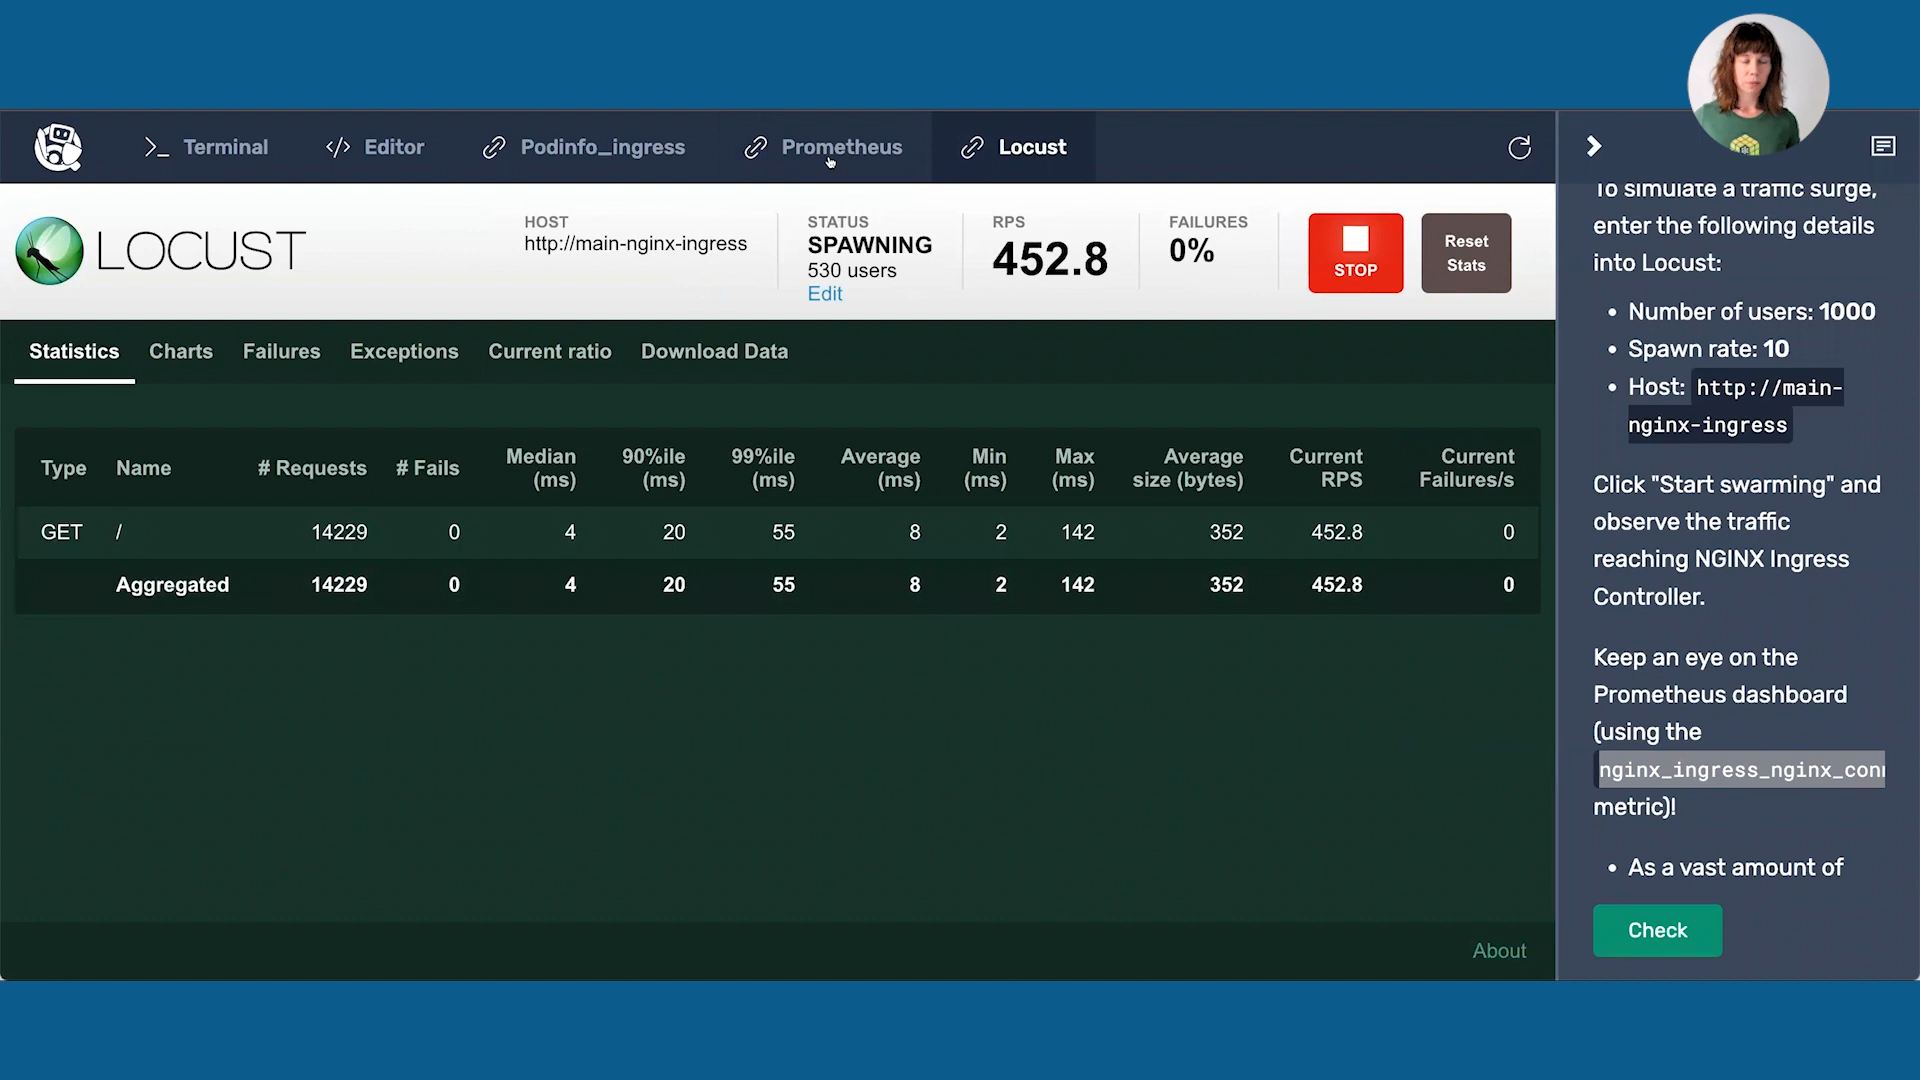 Terminal
Editor
Podinfo_ingress
Prometheus
Locust
LOCUST
HOST
http://main-nginx-ingress
STATUS
SPAWNING
530 users
Edit
RPS
452.8
FAILURES
0%
STOP
Reset
Stats
Statistics Charts Failures Exceptions Current ratio Download Data
Type Name # Requests # Fails Median (ms) 90%ile (ms) 99%ile (ms) Average (ms) Min (ms) Max (ms) Average size (bytes) Current RPS Current Failures/s
GET / 14229 0 4 20 55 8 2 142 352 452.8 0
Aggregated 14229 0 4 20 55 8 2 142 352 452.8 0
About
To simulate a traffic surge,
enter the following details
into Locust:
• Number of users: 1000
• Spawn rate: 10
• Host: http://main-
nginx-ingress
Click "Start swarming" and
observe the traffic
reaching NGINX Ingress
Controller.
Keep an eye on the
Prometheus dashboard
(using the
nginx_ingress_nginx_con
metric)!
• As a vast amount of
Check